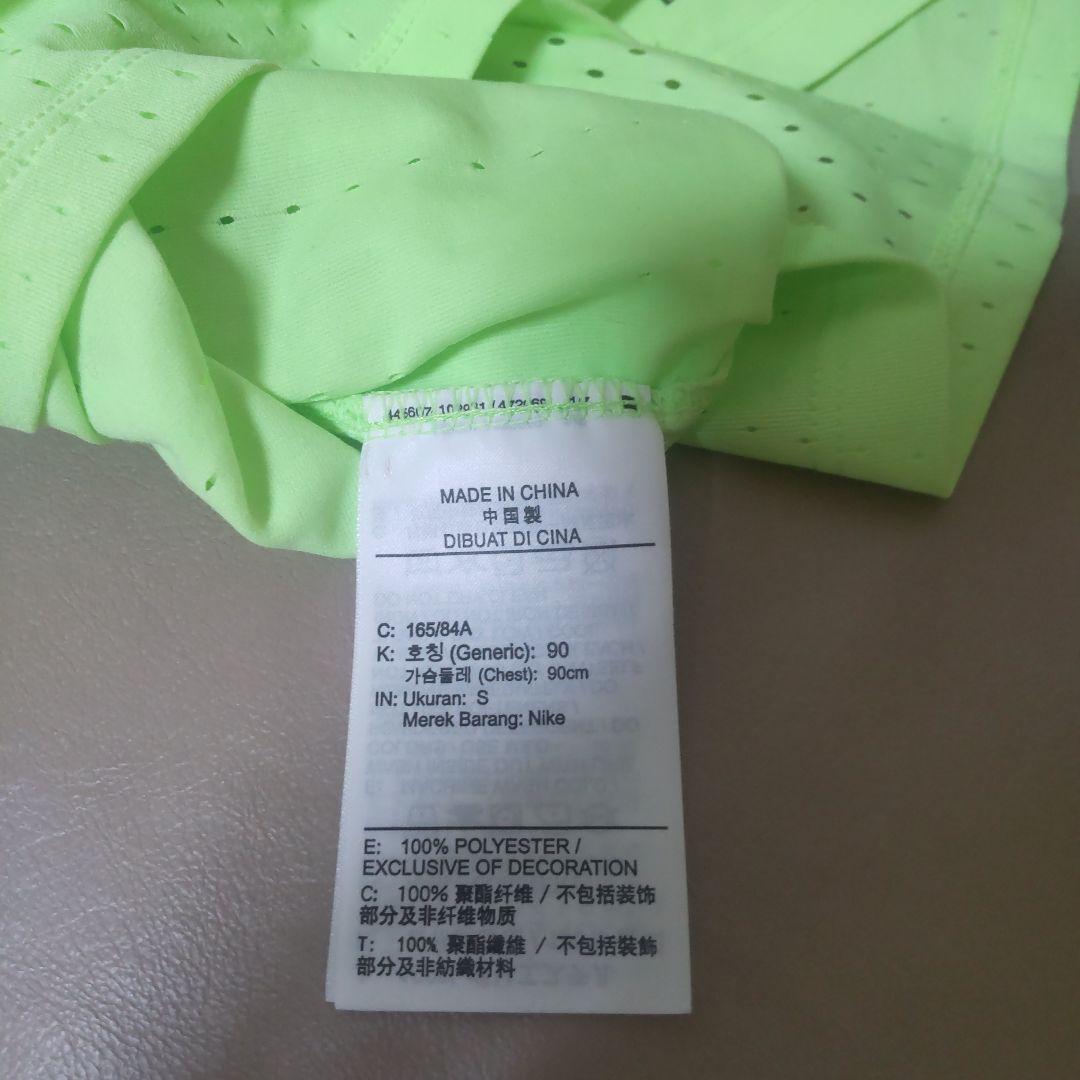 MADE IN CHINA
中国製
DIBUAT DI CINA
C: 165/84A
K: 호칭 (Generic): 90
가슴둘레 (Chest): 90cm
IN: Ukuran: S
Merek Barang: Nike
E: 100% POLYESTER /
EXCLUSIVE OF DECORATION
C: 100% 聚酯纤维 / 不包括装饰
部分及非纤维物质
T: 100% 聚酯纖維 / 不包括裝飾
部分及非紡織材料